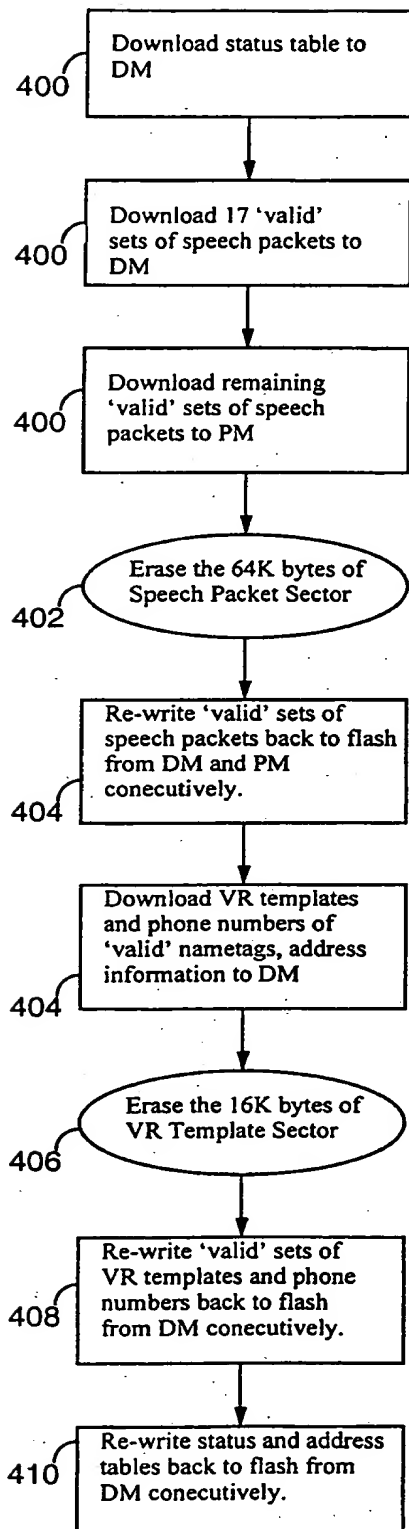 Download status table to
DM
400
Download 17 'valid'
sets of speech packets to
DM
400
Download remaining
'valid' sets of speech
packets to PM
400
Erase the 64K bytes of
Speech Packet Sector
402
Re-write 'valid' sets of
speech packets back to flash
from DM and PM
conecutively.
404
Download VR templates
and phone numbers of
'valid' nametags, address
information to DM
404
Erase the 16K bytes of
VR Template Sector
406
Re-write 'valid' sets of
VR templates and phone
numbers back to flash
from DM conecutively.
408
Re-write status and address
tables back to flash from
DM conecutively.
410